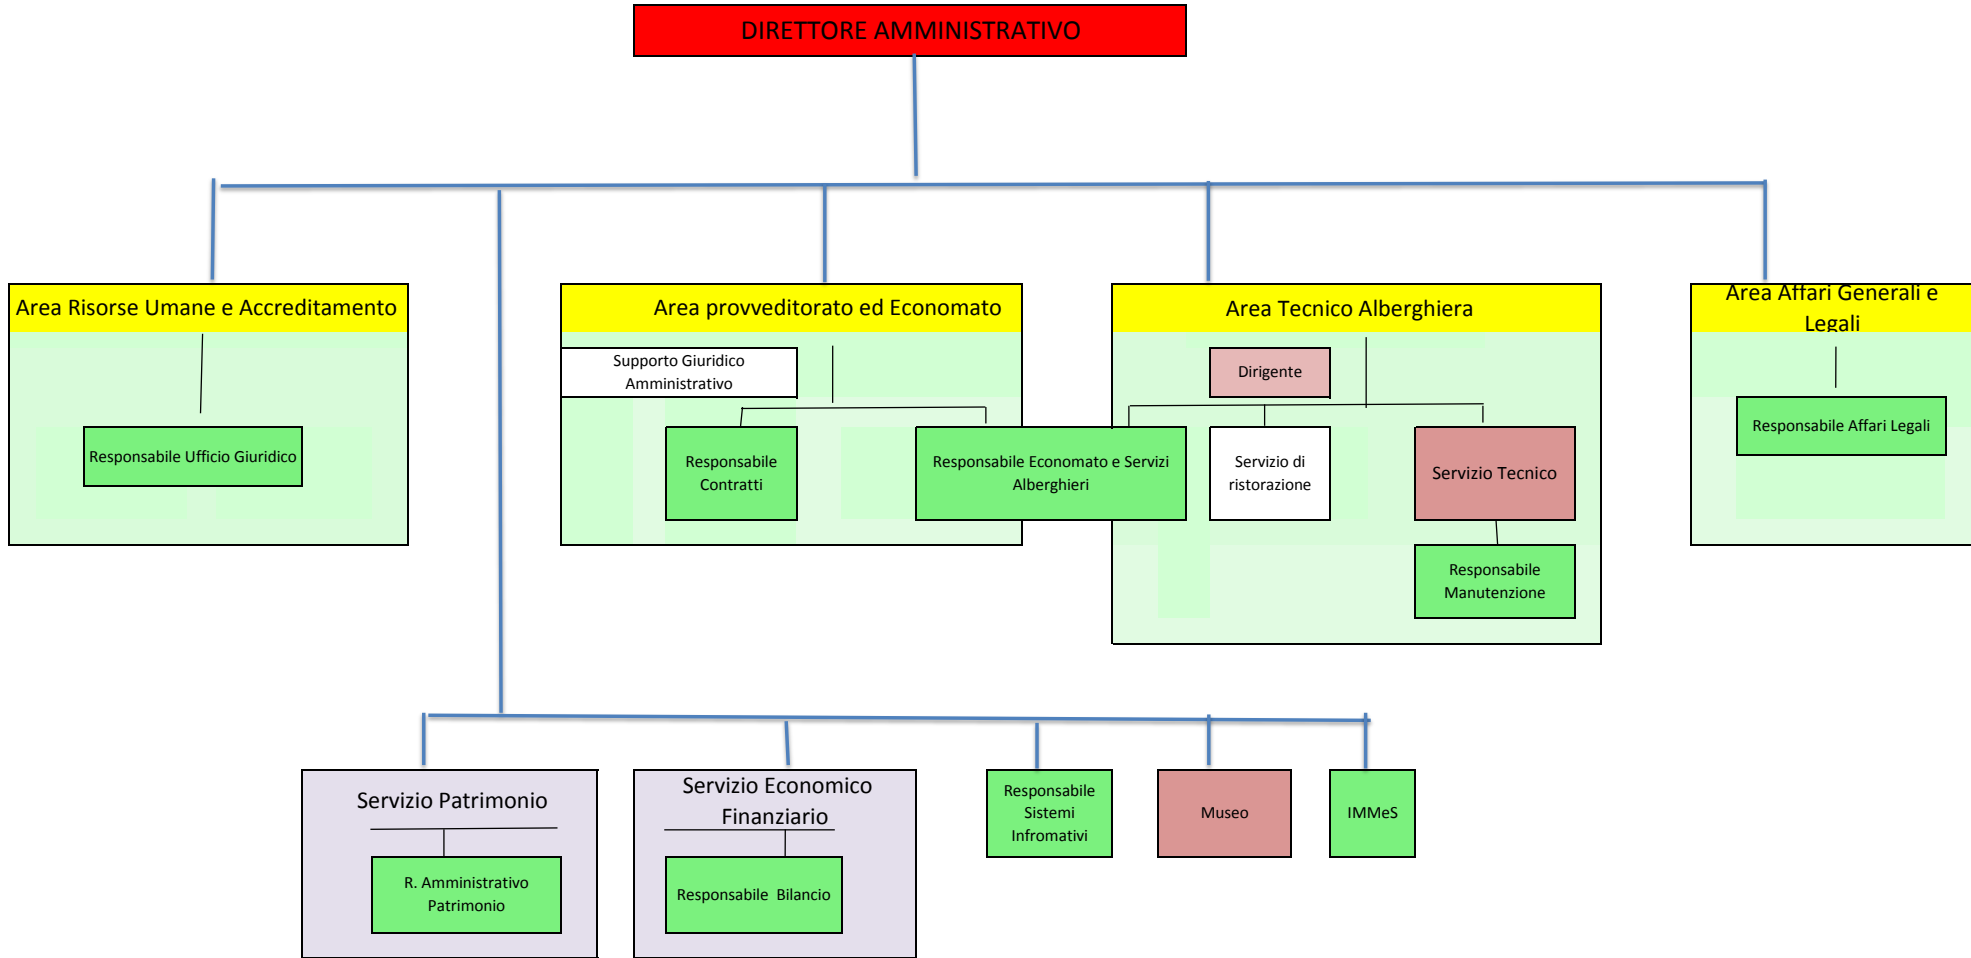 DIRETTORE AMMINISTRATIVO
Area Risorse Umane e Accreditamento
Responsabile Ufficio Giuridico
Area provveditorato ed Economato
Supporto Giuridico
Amministrativo
Responsabile
Contratti
Responsabile Economato e Servizi
Alberghieri
Area Tecnico Alberghiera
Dirigente
Servizio di
ristorazione
Servizio Tecnico
Responsabile
Manutenzione
Area Affari Generali e
Legali
Responsabile Affari Legali
Servizio Patrimonio
R. Amministrativo
Patrimonio
Servizio Economico
Finanziario
Responsabile Bilancio
Responsabile
Sistemi
Infromativi
Museo
IMMeS